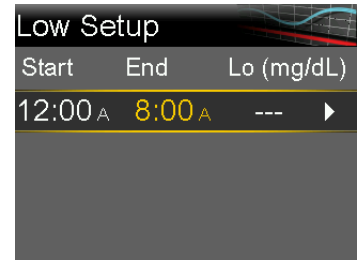 Low Setup
Start End Lo (mg/dL)
12:00 A 8:00 A ---